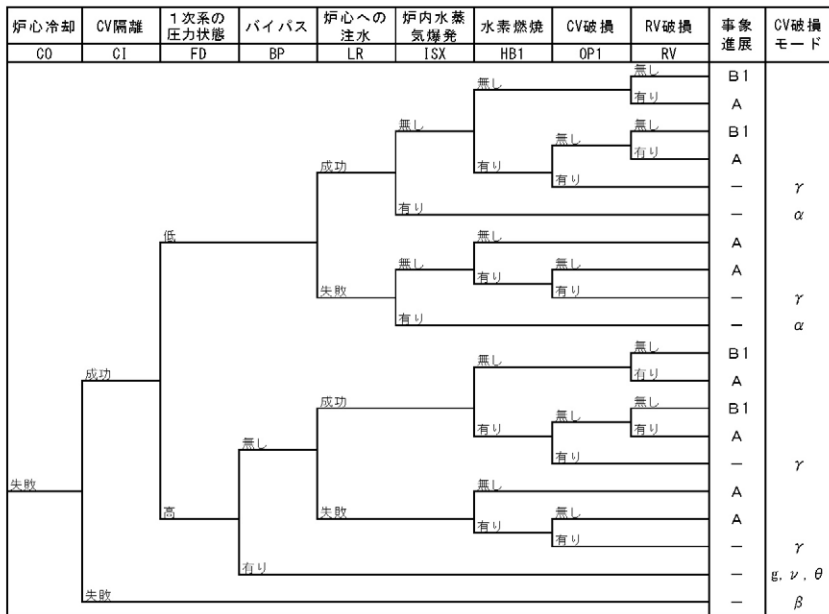 炉心冷却 CV隔離 1次系の圧力状態 バイパス 炉心への注水 炉内水蒸気爆発 水素燃焼 CV破損 RV破損 事象進展 CV破損モード
CO CI FD BP LR ISX HB1 OP1 RV
無し B1
無し
有り A
無し 無し B1
無し
有り A
成功 有り
有り － γ
有り － α
低 無し A
無し 無し A
有り
失敗 有り － γ
有り － α
無し B1
無し
成功 有り A
成功 無し B1
無し
有り 有り A
無し
有り － γ
失敗 無し A
高 失敗 無し A
有り
有り － γ
有り － g, ν, θ
失敗 － β